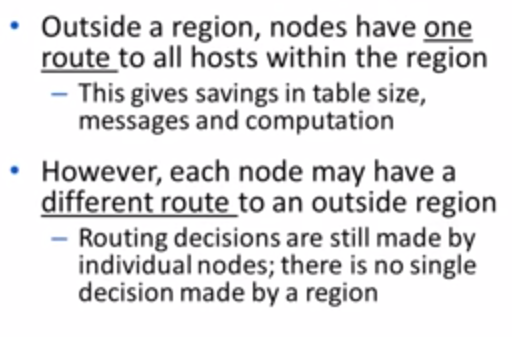 • Outside a region, nodes have one
route to all hosts within the region
– This gives savings in table size,
messages and computation
• However, each node may have a
different route to an outside region
– Routing decisions are still made by
individual nodes; there is no single
decision made by a region